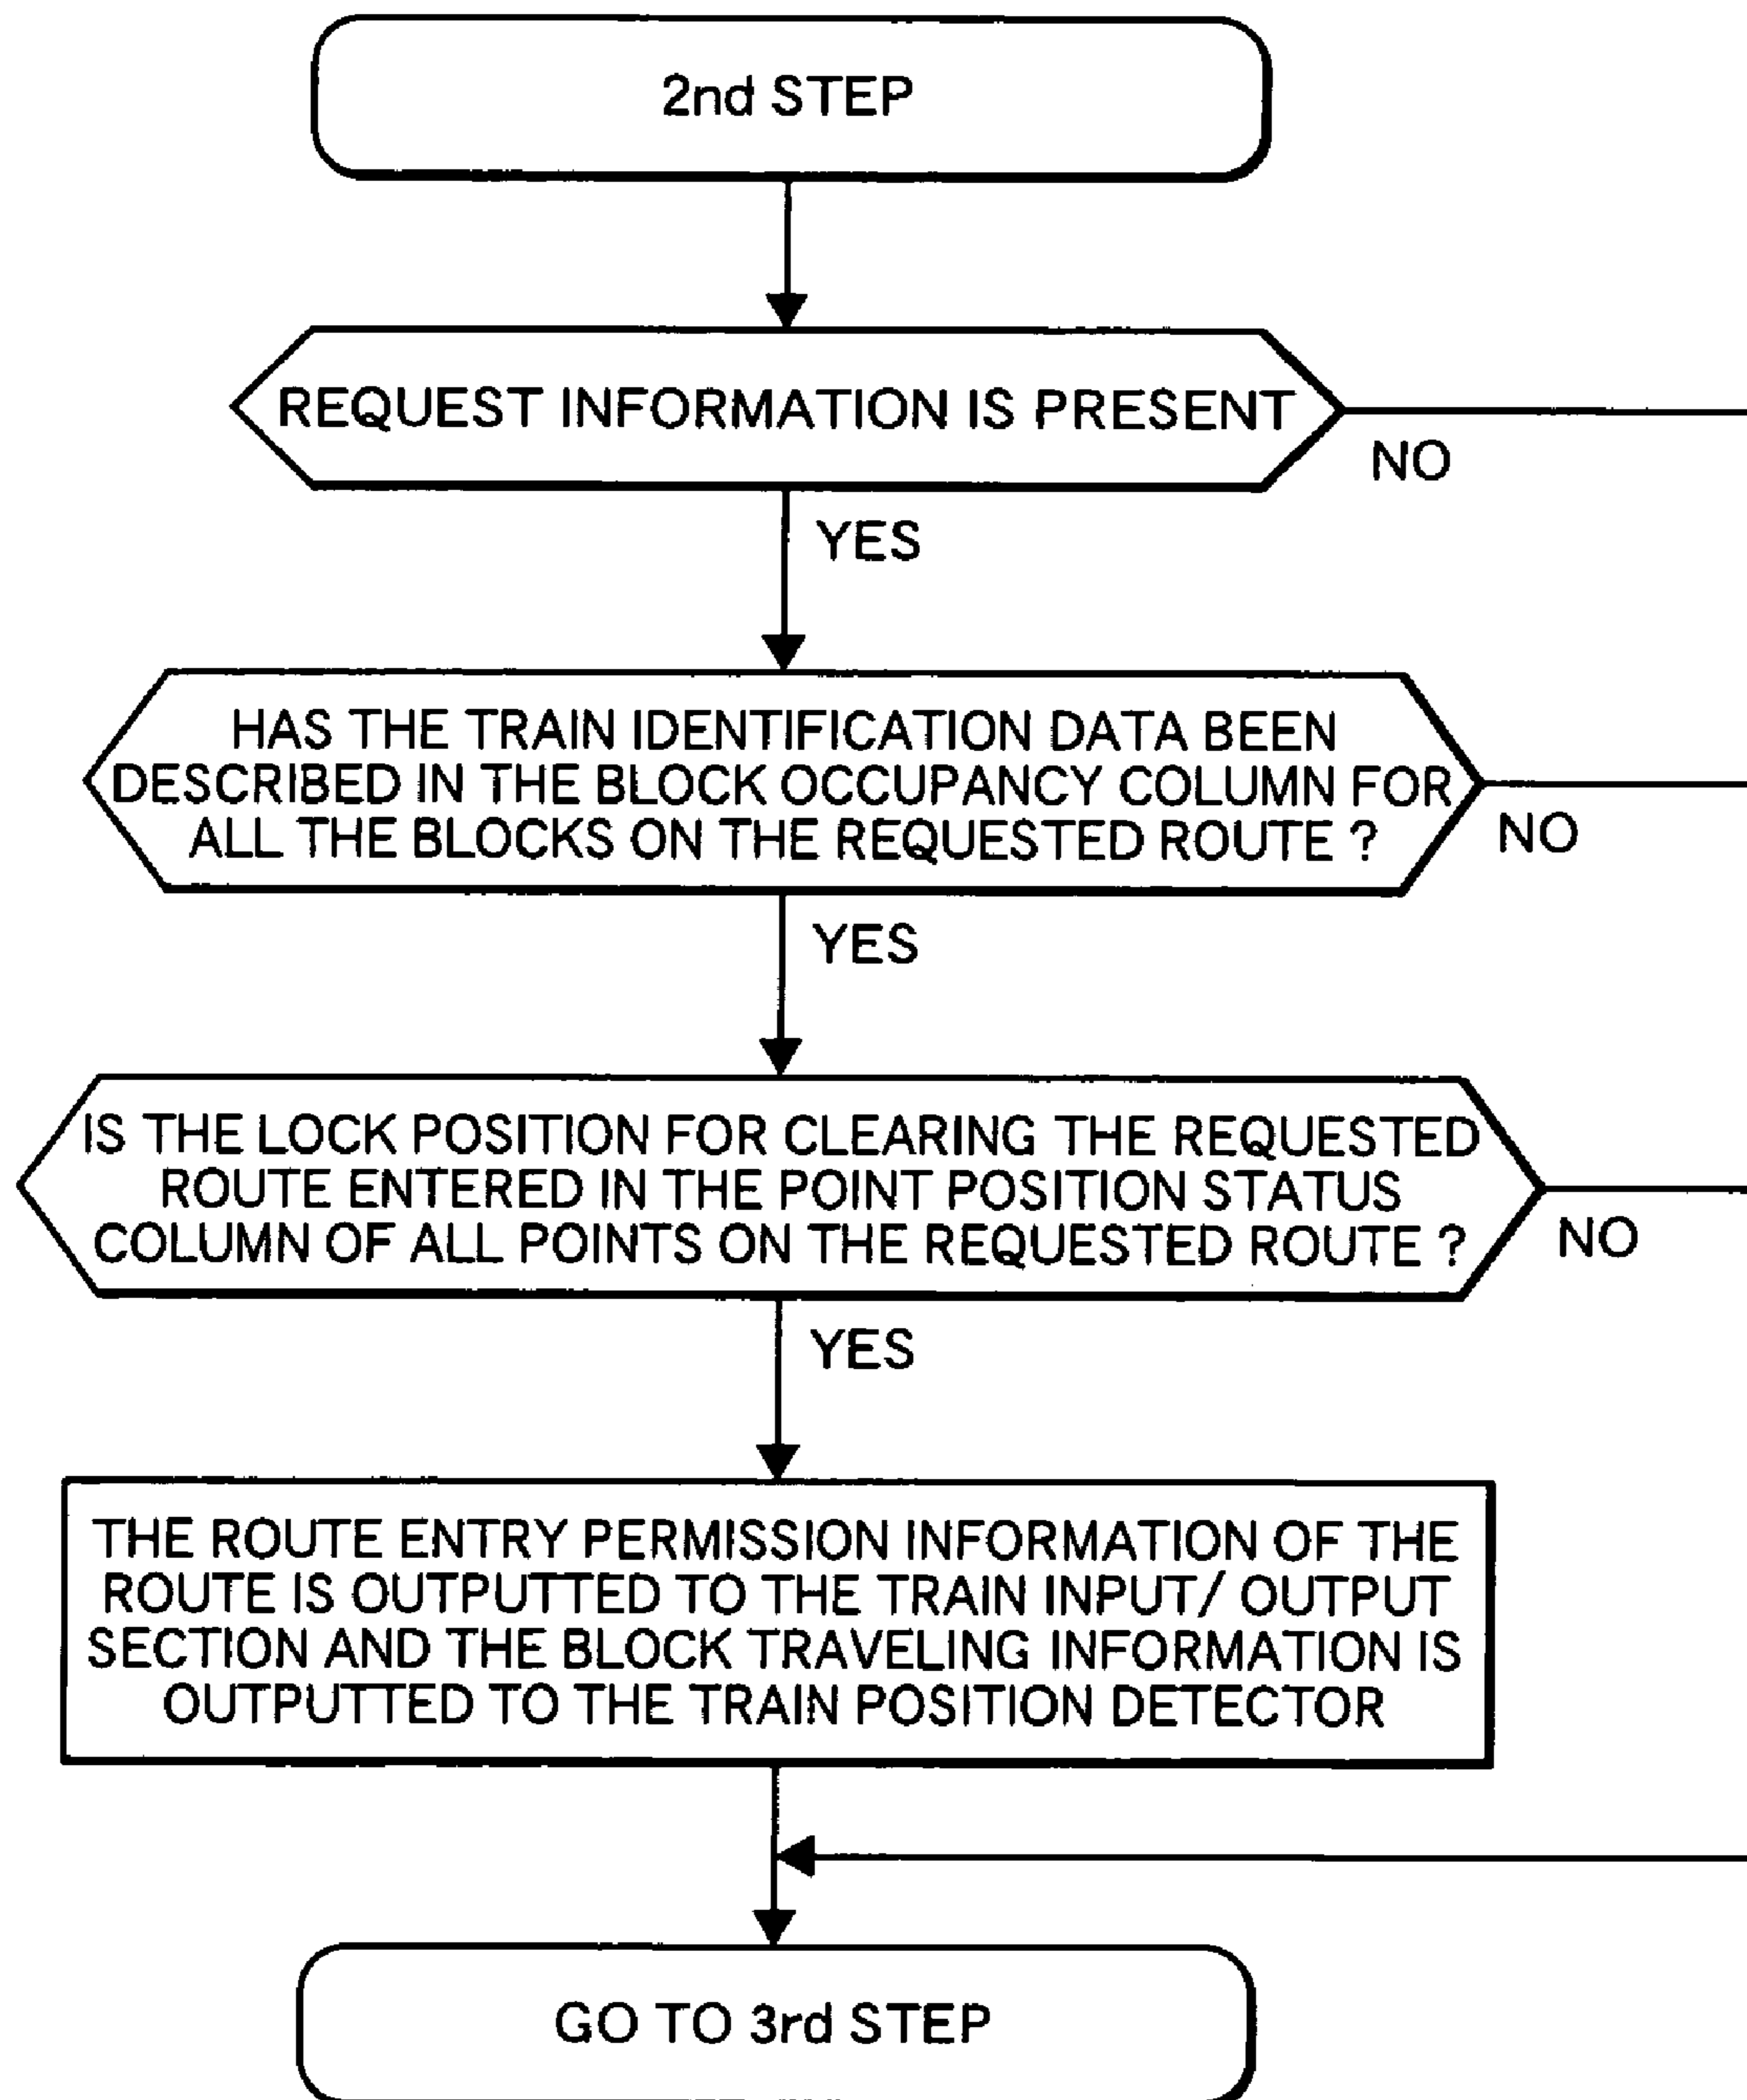 2nd STEP
REQUEST INFORMATION IS PRESENT
NO
YES
HAS THE TRAIN IDENTIFICATION DATA BEEN
DESCRIBED IN THE BLOCK OCCUPANCY COLUMN FOR
ALL THE BLOCKS ON THE REQUESTED ROUTE ?
NO
YES
IS THE LOCK POSITION FOR CLEARING THE REQUESTED
ROUTE ENTERED IN THE POINT POSITION STATUS
COLUMN OF ALL POINTS ON THE REQUESTED ROUTE ?
NO
YES
THE ROUTE ENTRY PERMISSION INFORMATION OF THE
ROUTE IS OUTPUTTED TO THE TRAIN INPUT/ OUTPUT
SECTION AND THE BLOCK TRAVELING INFORMATION IS
OUTPUTTED TO THE TRAIN POSITION DETECTOR
GO TO 3rd STEP